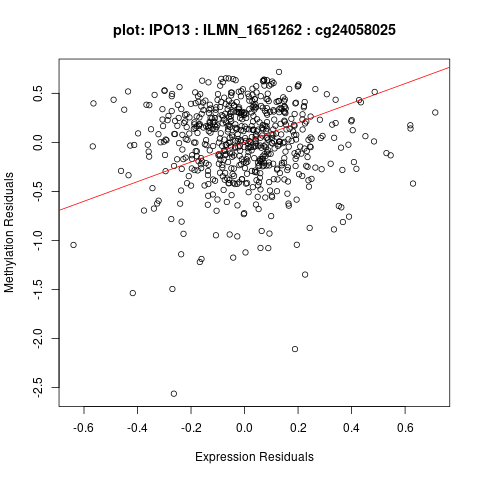 plot: IPO13 : ILMN_1651262 : cg24058025
Methylation Residuals
0.5
0.0
-0.5
-1.0
-1.5
-2.0
-2.5
-0.6 -0.4 -0.2 0.0 0.2 0.4 0.6
Expression Residuals